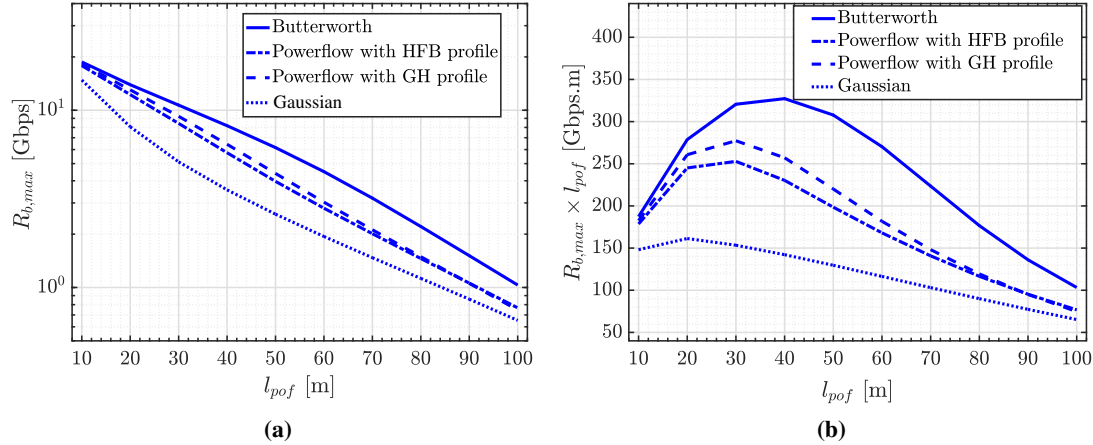 Butterworth
Powerflow with HFB profile
Powerflow with GH profile
Gaussian
10^1
10^0
R_{b,max} [Gbps]
10 20 30 40 50 60 70 80 90 100
l_{pof} [m]
(a)
Butterworth
Powerflow with HFB profile
Powerflow with GH profile
Gaussian
400
350
300
250
200
150
100
50
R_{b,max} × l_{pof} [Gbps.m]
10 20 30 40 50 60 70 80 90 100
l_{pof} [m]
(b)